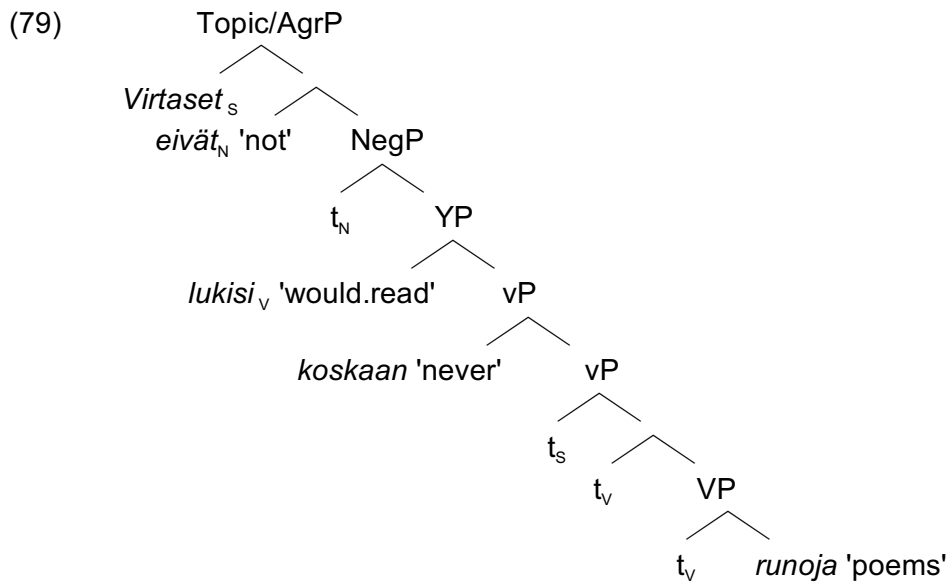 (79) Topic/AgrP
Virtaset S
eivät N 'not' NegP
t N YP
lukisi V 'would.read' vP
koskaan 'never' vP
t S
t V VP
t V runoja 'poems'